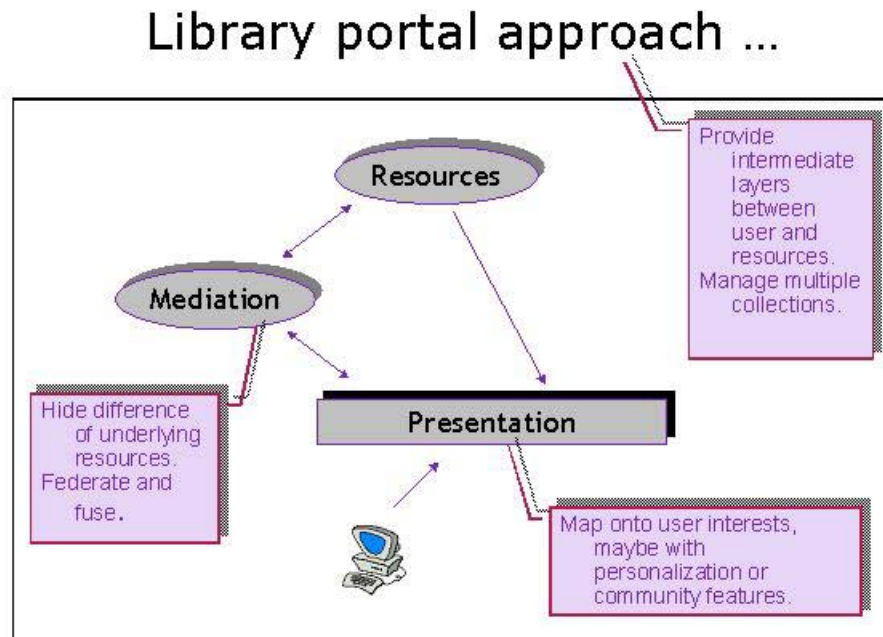 Library portal approach ...
Provide
intermediate
layers
between
user and
resources.
Manage multiple
collections.
Resources
Mediation
Hide difference
of underlying
resources.
Federate and
fuse.
Presentation
Map onto user interests,
maybe with
personalization or
community features.